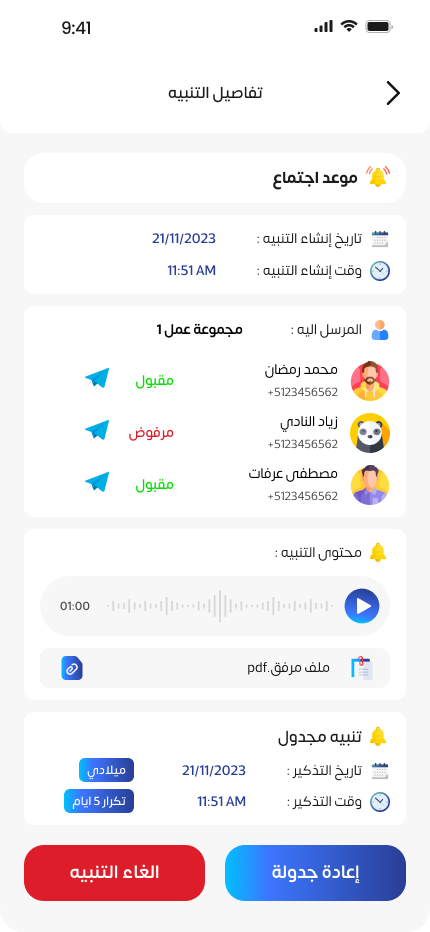 9:41
تفاصيل التنبيه
موعد اجتماع
تاريخ إنشاء التنبيه : 21/11/2023
وقت إنشاء التنبيه : 11:51 AM
المرسل اليه : مجموعة عمل 1
محمد رمضان
+5123456562
مقبول
زياد النادي
+5123456562
مرفوض
مصطفى عرفات
+5123456562
مقبول
محتوى التنبيه :
01:00
ملف مرفق.pdf
تنبيه مجدول
تاريخ التذكير : 21/11/2023 ميلادي
وقت التذكير : 11:51 AM تكرار 5 ايام
إعادة جدولة
الغاء التنبيه